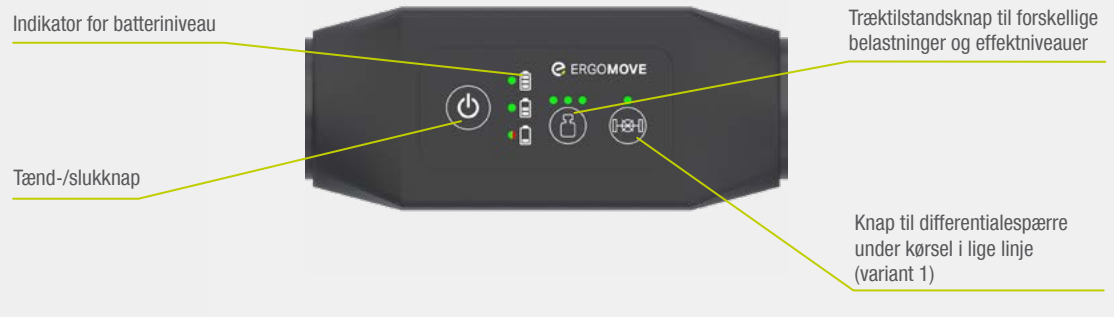 Indikator for batteriniveau
Træktilstandsknap til forskellige
belastninger og effektniveauer
ERGOMOVE
Tænd-/slukknap
Knap til differentialespærre
under kørsel i lige linje
(variant 1)